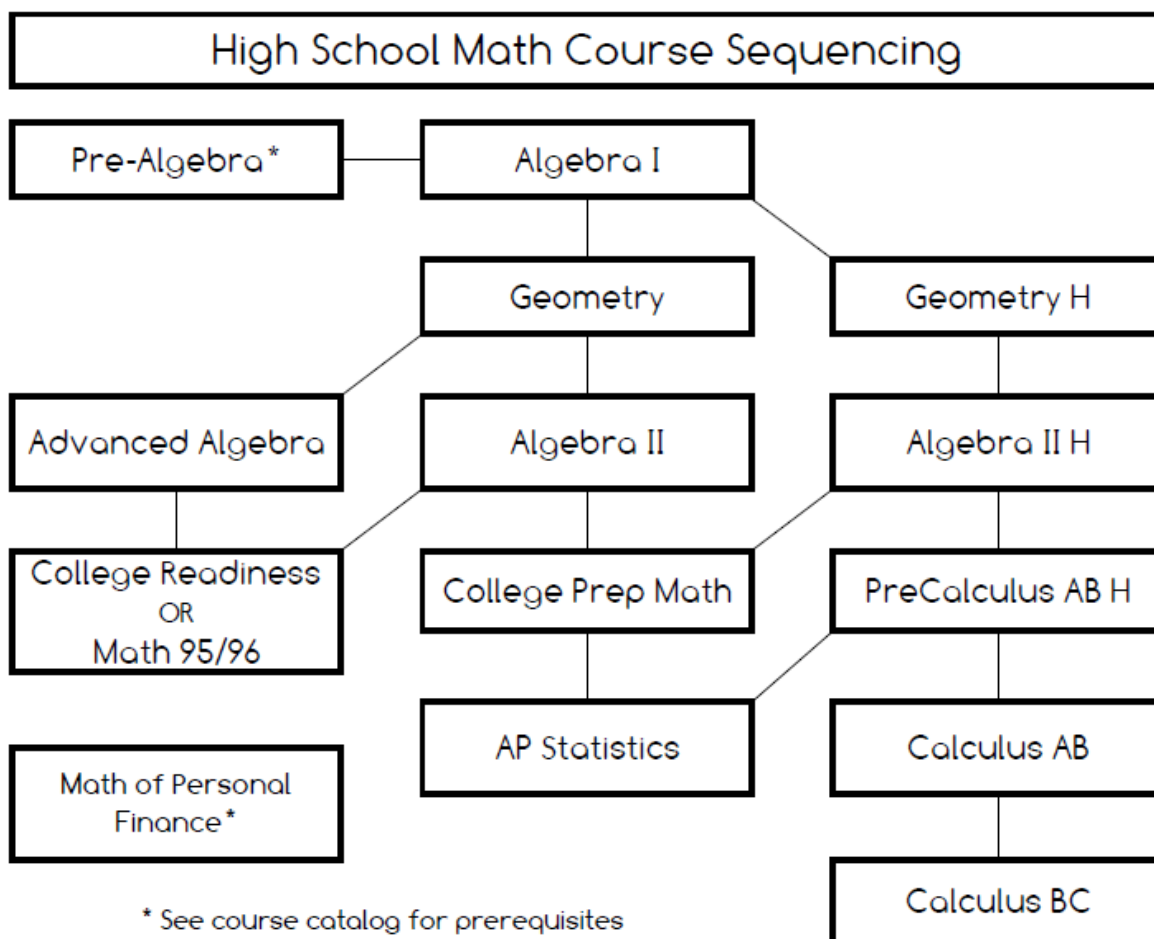 High School Math Course Sequencing
Pre-Algebra*
Algebra I
Geometry
Geometry H
Advanced Algebra
Algebra II
Algebra II H
College Readiness
OR
Math 95/96
College Prep Math
PreCalculus AB H
AP Statistics
Calculus AB
Math of Personal
Finance*
Calculus BC
* See course catalog for prerequisites